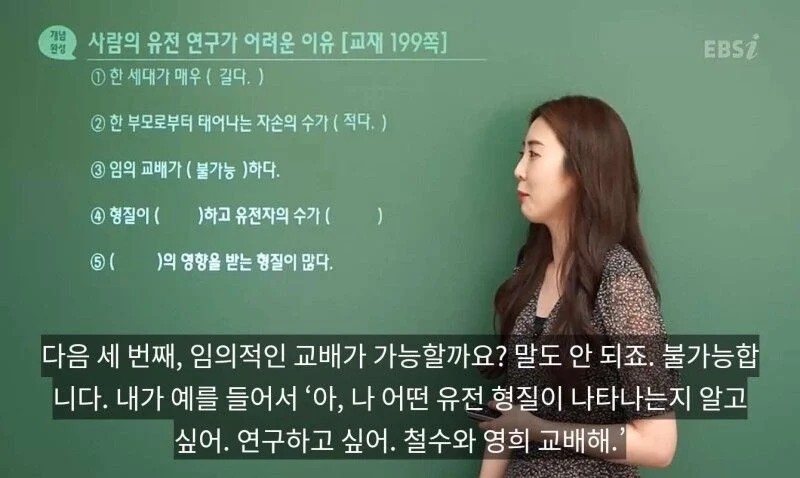 개념
완성
사람의 유전 연구가 어려운 이유 [교재 199쪽]
EBSi
① 한 세대가 매우 ( 길다. )
② 한 부모로부터 태어나는 자손의 수가 ( 적다. )
③ 임의 교배가 ( 불가능 )하다.
④ 형질이 ( )하고 유전자의 수가 ( )
⑤ ( )의 영향을 받는 형질이 많다.
다음 세 번째, 임의적인 교배가 가능할까요? 말도 안 되죠. 불가능합
니다. 내가 예를 들어서 ‘아, 나 어떤 유전 형질이 나타나는지 알고
싶어. 연구하고 싶어. 철수와 영희 교배해.’